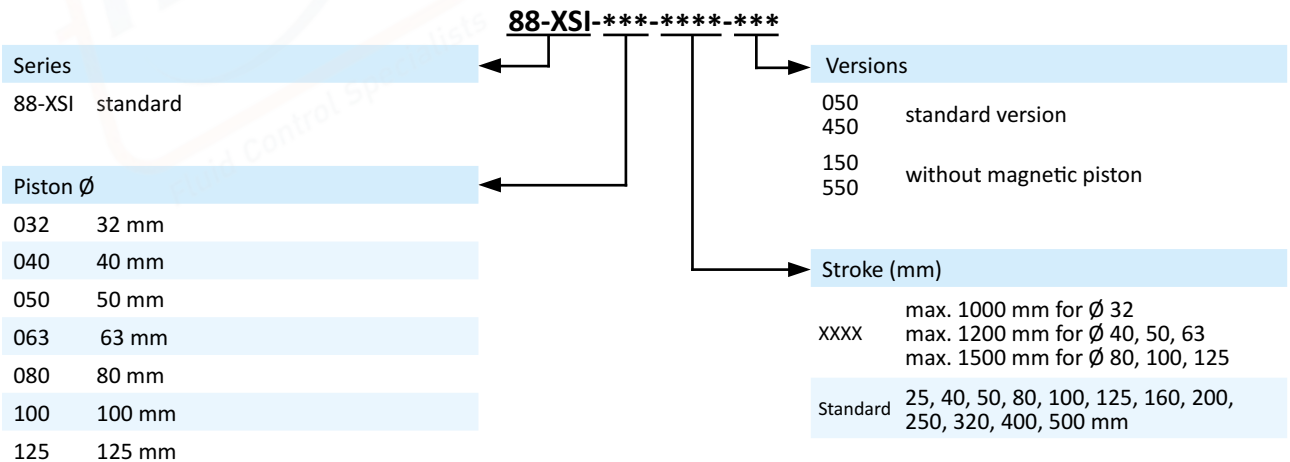 88-XSI-***-****-***
Series
88-XSI standard
Piston Ø
032 32 mm
040 40 mm
050 50 mm
063 63 mm
080 80 mm
100 100 mm
125 125 mm
Versions
050
450
standard version
150
550
without magnetic piston
Stroke (mm)
XXXX
max. 1000 mm for Ø 32
max. 1200 mm for Ø 40, 50, 63
max. 1500 mm for Ø 80, 100, 125
Standard
25, 40, 50, 80, 100, 125, 160, 200,
250, 320, 400, 500 mm
Fluid Control Specialists